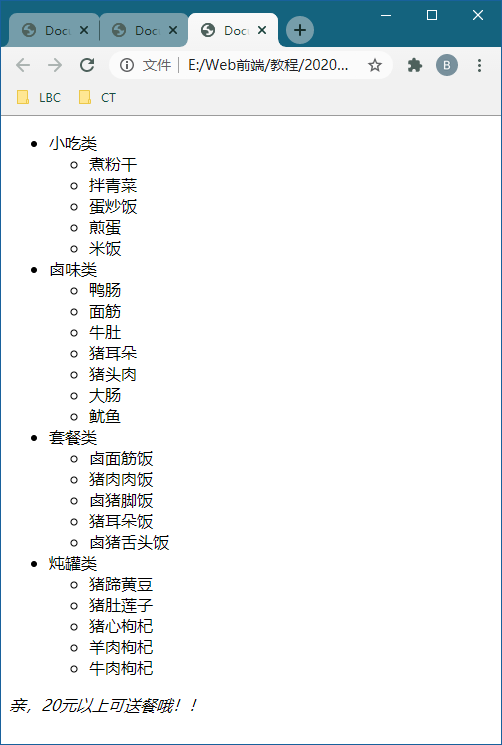 Doc
Doc
Doc
文件
E:/Web前端/教程/2020...
B
LBC
CT
小吃类
煮粉干
拌青菜
蛋炒饭
煎蛋
米饭
卤味类
鸭肠
面筋
牛肚
猪耳朵
猪头肉
大肠
鱿鱼
套餐类
卤面筋饭
猪肉肉饭
卤猪脚饭
猪耳朵饭
卤猪舌头饭
炖罐类
猪蹄黄豆
猪肚莲子
猪心枸杞
羊肉枸杞
牛肉枸杞
亲，20元以上可送餐哦！！